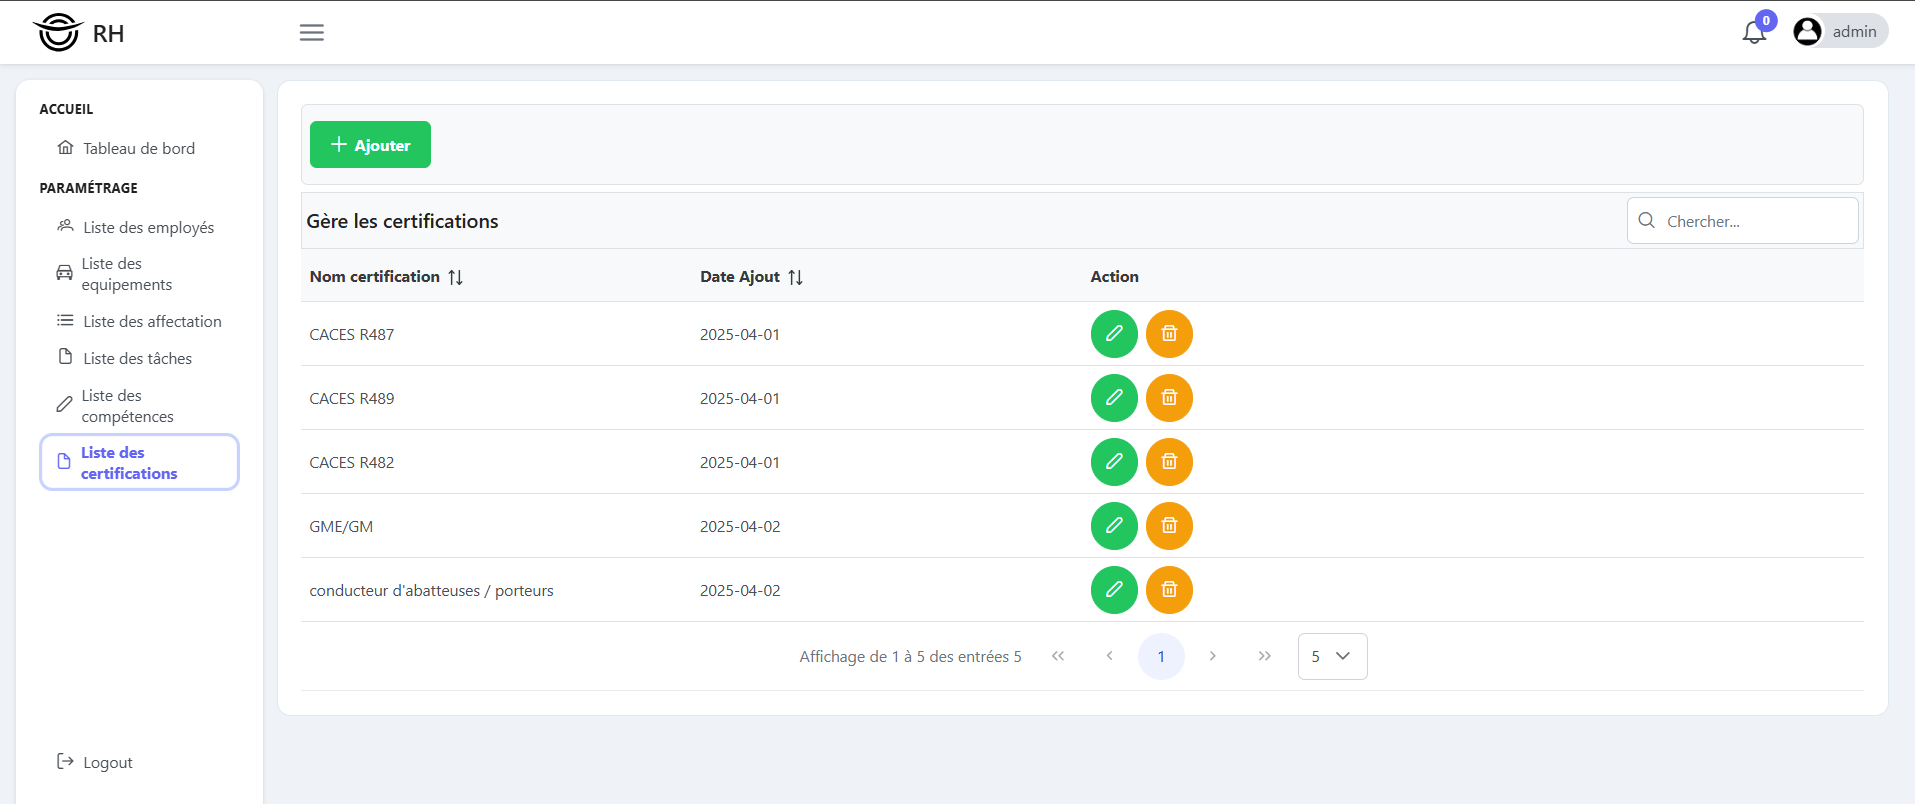 RH
0
admin
ACCUEIL
Tableau de bord
PARAMÉTRAGE
Liste des employés
Liste des
equipements
Liste des affectation
Liste des tâches
Liste des
compétences
Liste des
certifications
Logout
Ajouter
Gère les certifications
Chercher...
Nom certification Date Ajout Action
CACES R487 2025-04-01
CACES R489 2025-04-01
CACES R482 2025-04-01
GME/GM 2025-04-02
conducteur d'abatteuses / porteurs 2025-04-02
Affichage de 1 à 5 des entrées 5 « ‹ 1 › » 5